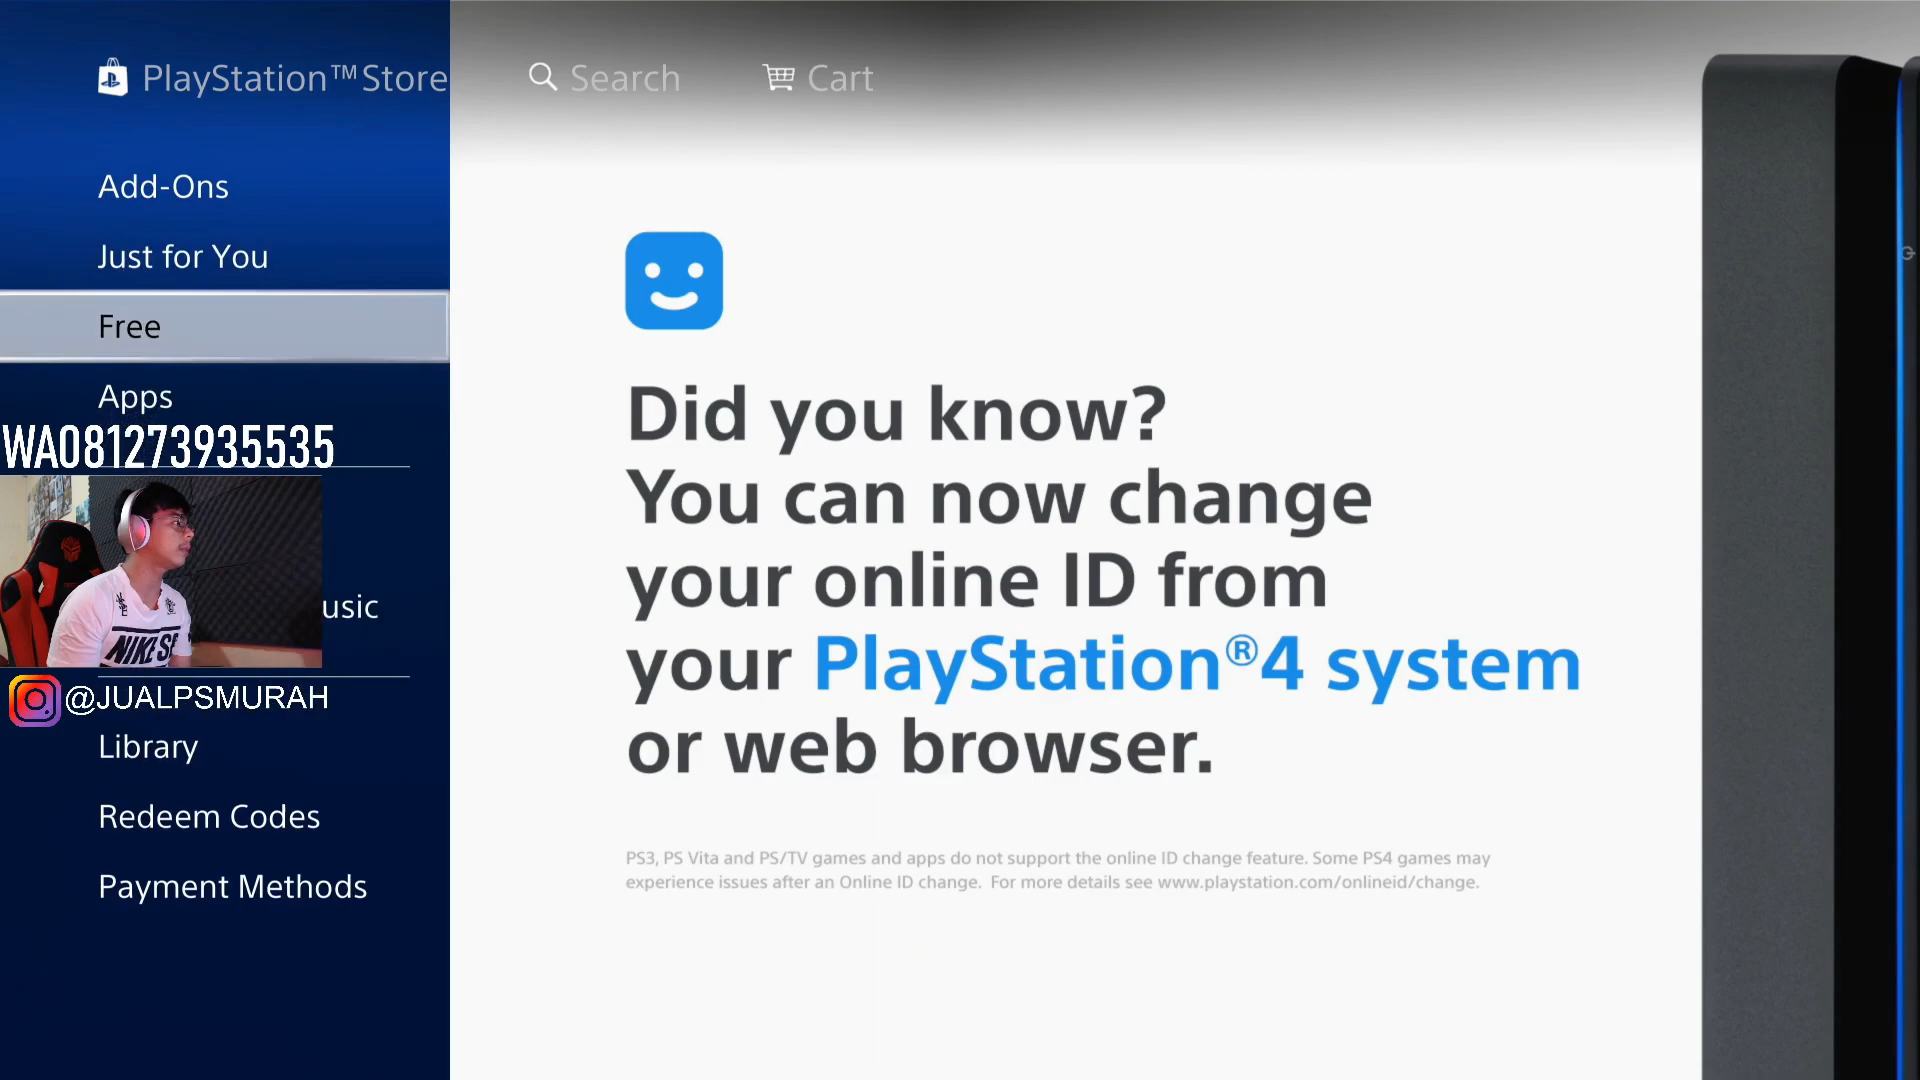 PlayStation™Store
Search
Cart
Add-Ons
Just for You
Free
Apps
WA081273935535
usic
@JUALPSMURAH
Library
Redeem Codes
Payment Methods
Did you know?
You can now change
your online ID from
your PlayStation®4 system
or web browser.
PS3, PS Vita and PS/TV games and apps do not support the online ID change feature. Some PS4 games may
experience issues after an Online ID change. For more details see www.playstation.com/onlineid/change.